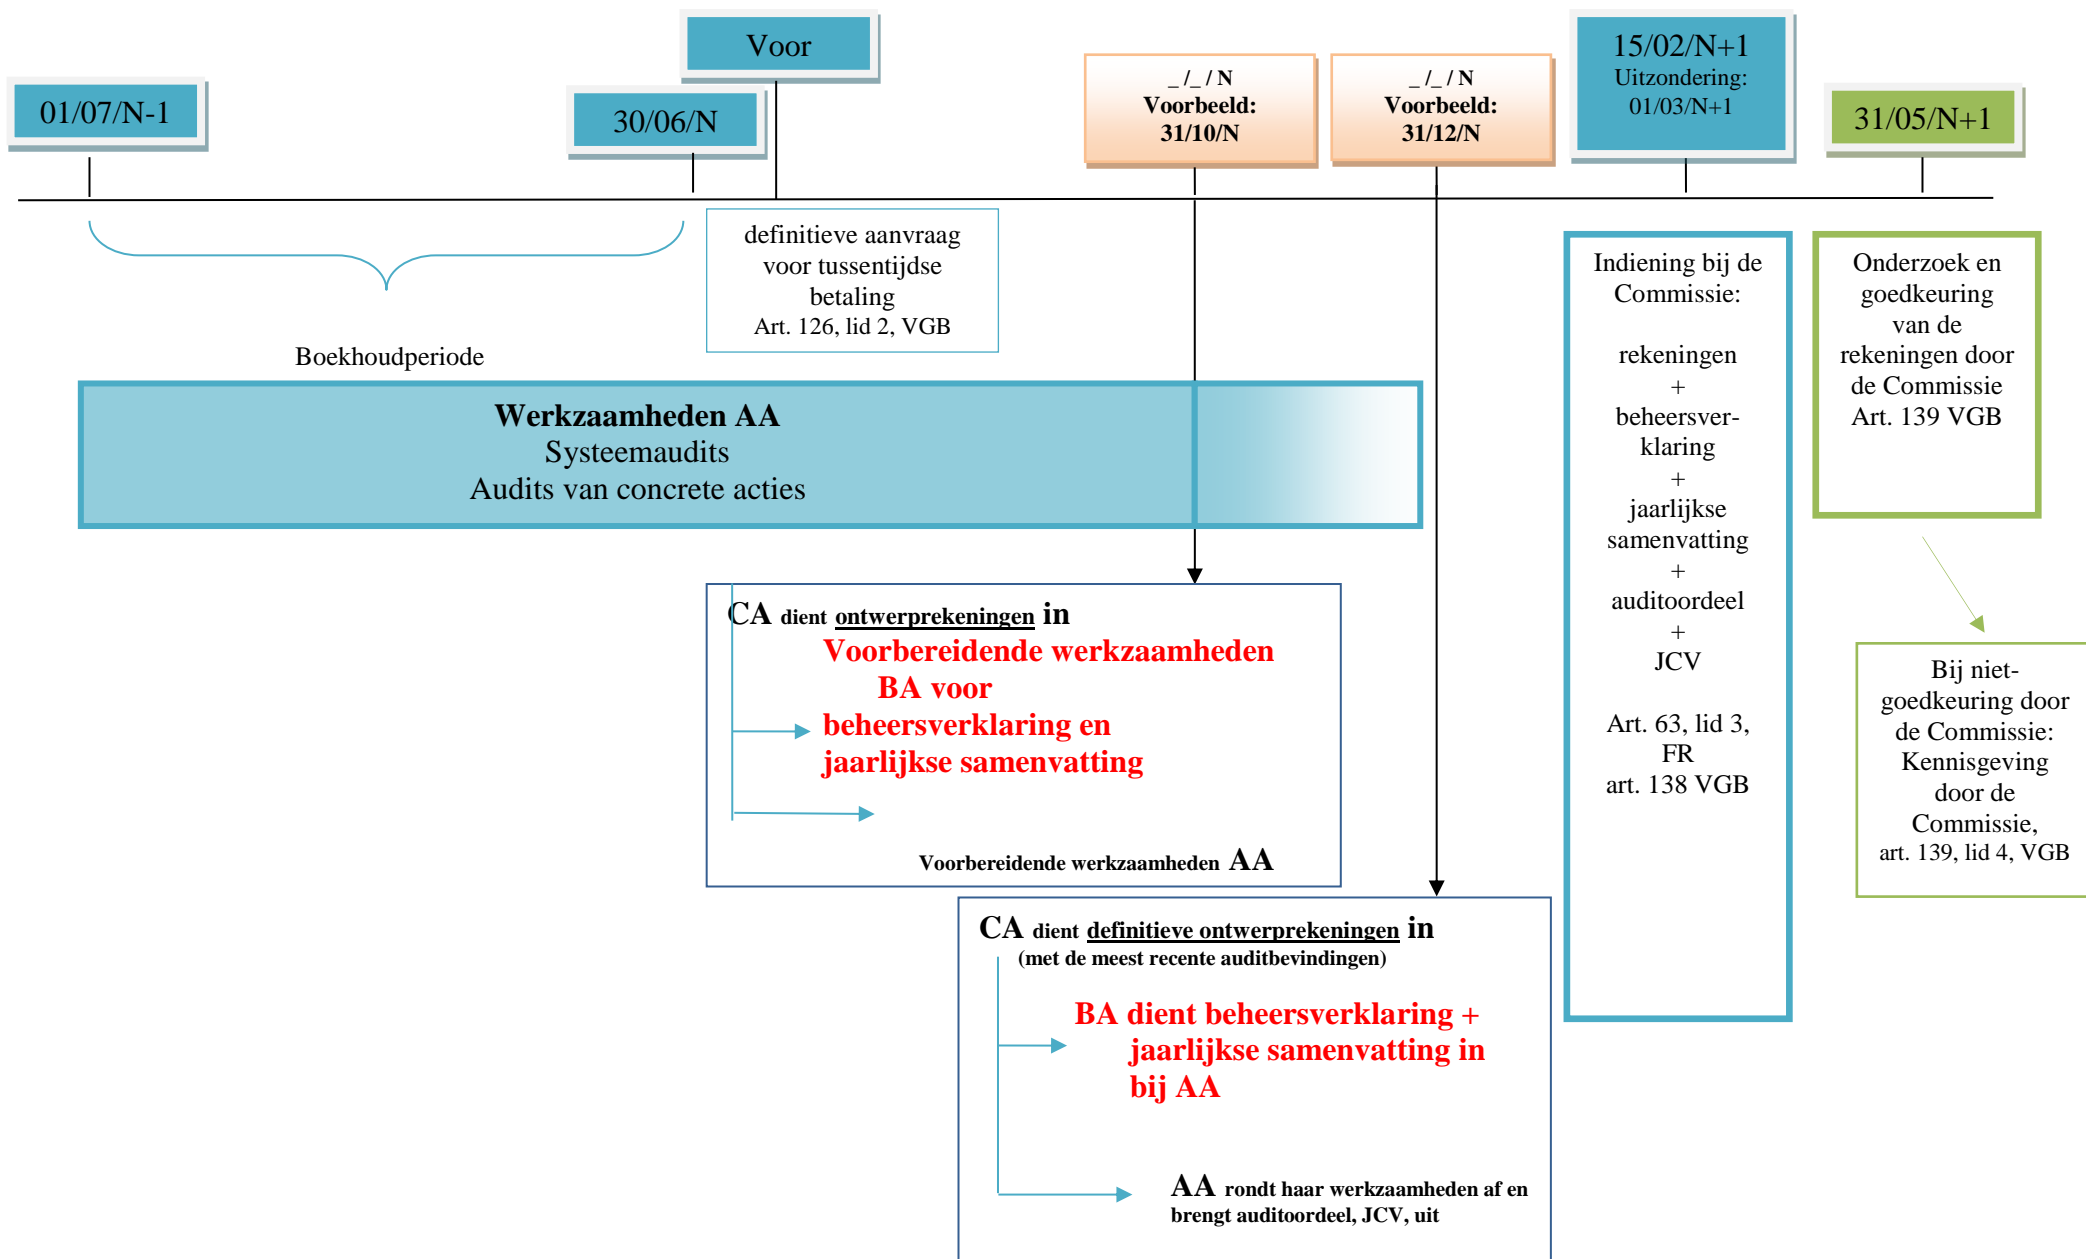 01/07/N-1
30/06/N
Voor
_ /_ / N
Voorbeeld:
31/10/N
_ /_ / N
Voorbeeld:
31/12/N
15/02/N+1
Uitzondering:
01/03/N+1
31/05/N+1
definitieve aanvraag
voor tussentijdse
betaling
Art. 126, lid 2, VGB
Boekhoudperiode
Werkzaamheden AA
Systeemaudits
Audits van concrete acties
CA dient ontwerprekeningen in
Voorbereidende werkzaamheden
BA voor
beheersverklaring en
jaarlijkse samenvatting
Voorbereidende werkzaamheden AA
CA dient definitieve ontwerprekeningen in
(met de meest recente auditbevindingen)
BA dient beheersverklaring +
jaarlijkse samenvatting in
bij AA
AA rondt haar werkzaamheden af en
brengt auditoordeel, JCV, uit
Indiening bij de
Commissie:
rekeningen
+
beheersver-
klaring
+
jaarlijkse
samenvatting
+
auditoordeel
+
JCV
Art. 63, lid 3,
FR
art. 138 VGB
Onderzoek en
goedkeuring
van de
rekeningen door
de Commissie
Art. 139 VGB
Bij niet-
goedkeuring door
de Commissie:
Kennisgeving
door de
Commissie,
art. 139, lid 4, VGB